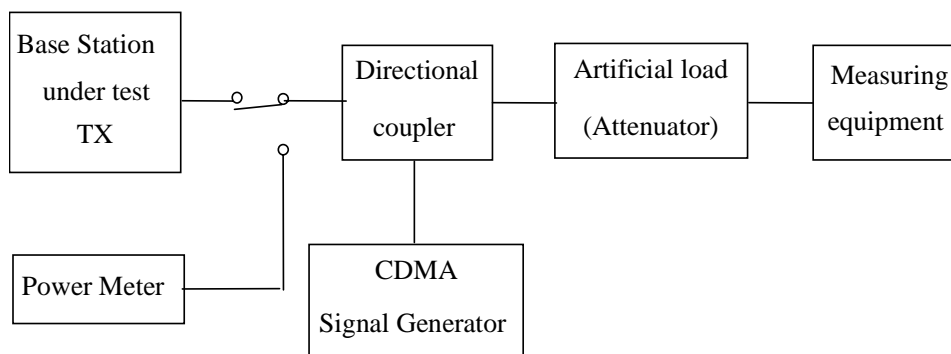 Base Station
under test
TX
Directional
coupler
Artificial load
(Attenuator)
Measuring
equipment
Power Meter
CDMA
Signal Generator